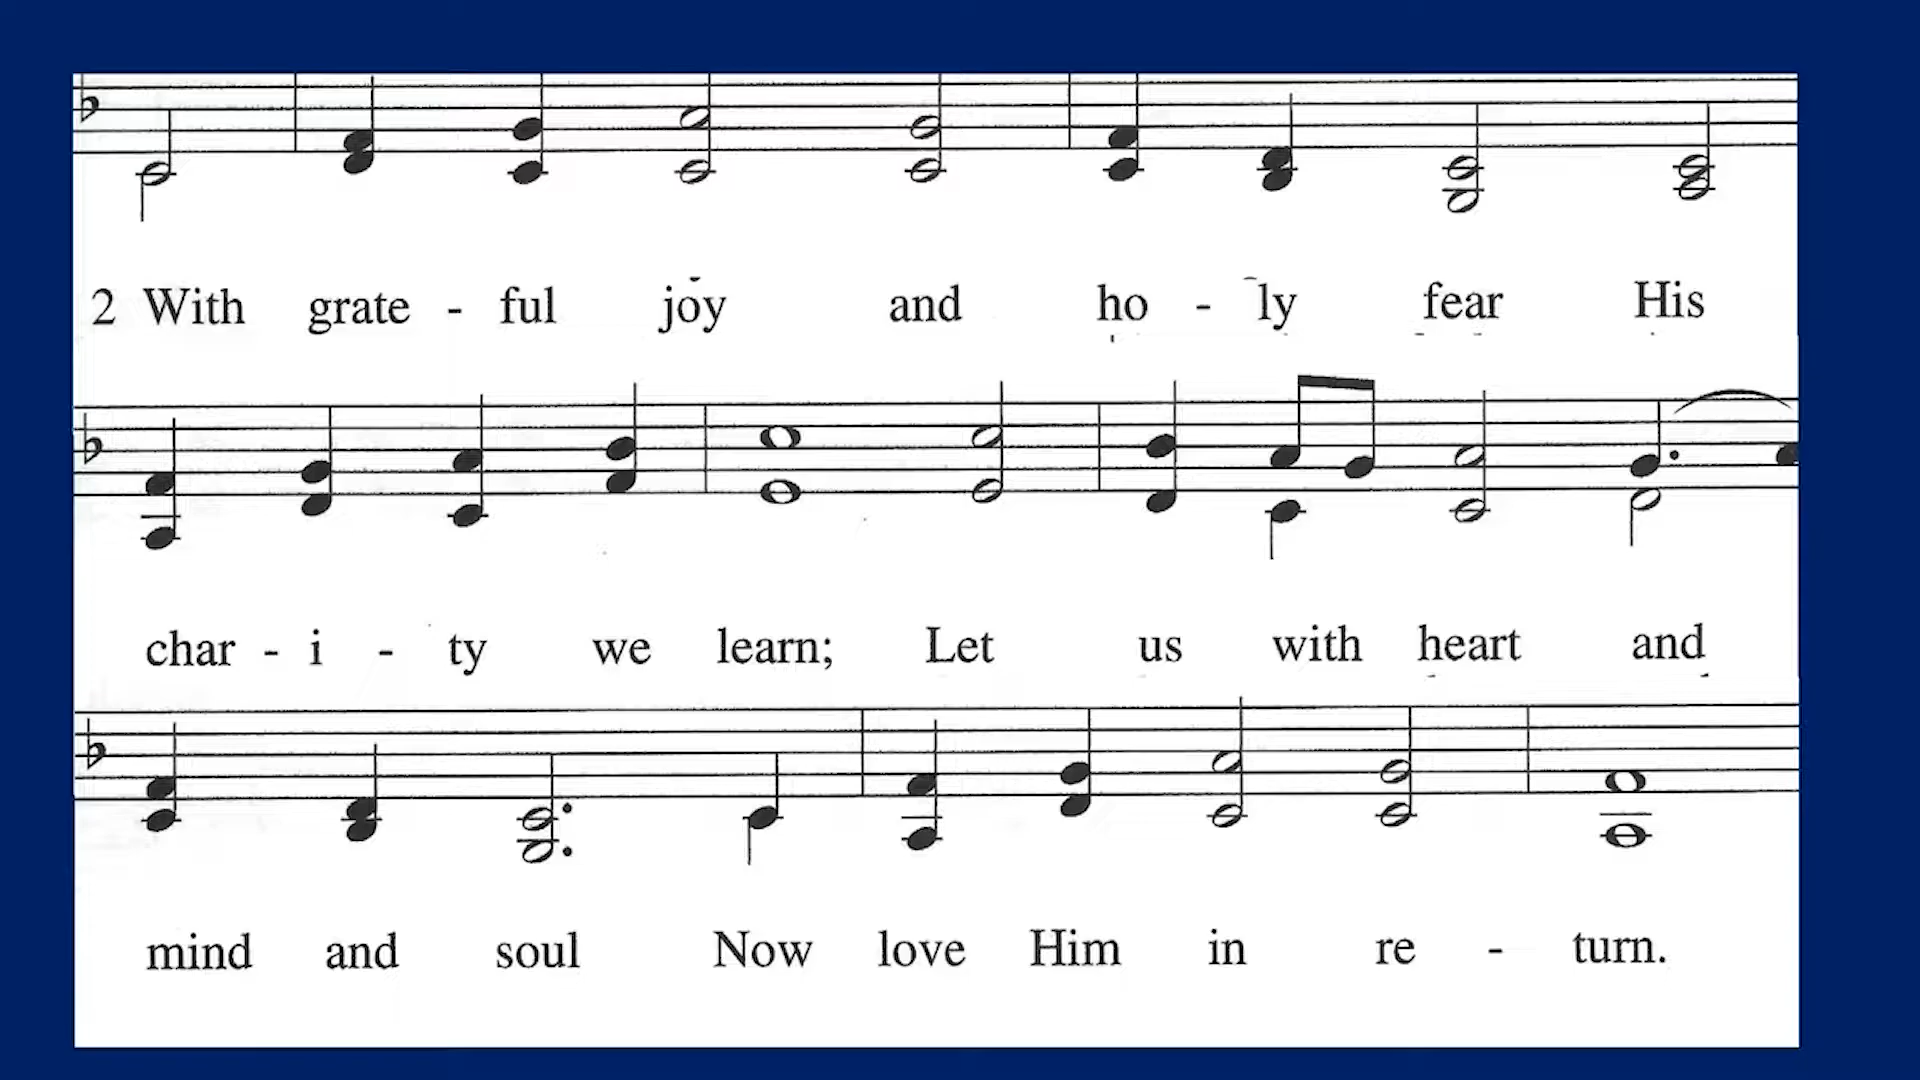 2 With grate - ful joy and ho - ly fear His
char - i - ty we learn; Let us with heart and
mind and soul Now love Him in re - turn.